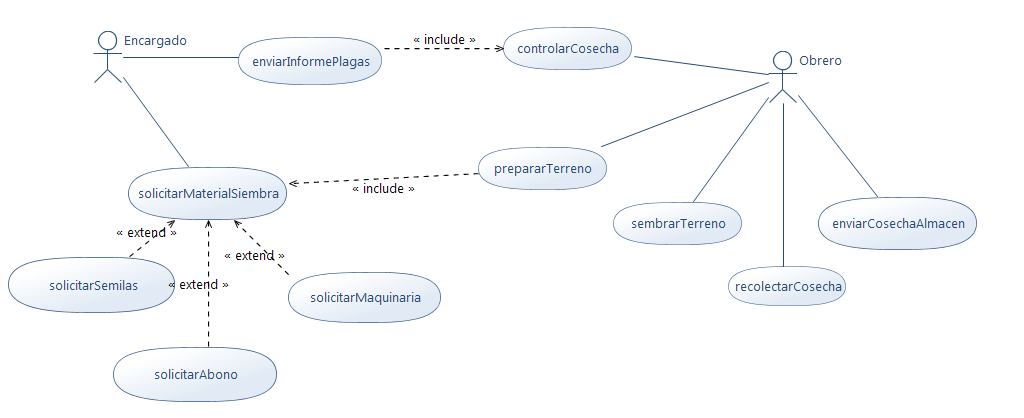 Encargado
« include »
controlarCosecha
enviarInformePlagas
Obrero
prepararTerreno
« include »
solicitarMaterialSiembra
sembrarTerreno
enviarCosechaAlmacen
« extend »
« extend »
« extend »
solicitarSemilas
solicitarMaquinaria
recolectarCosecha
solicitarAbono